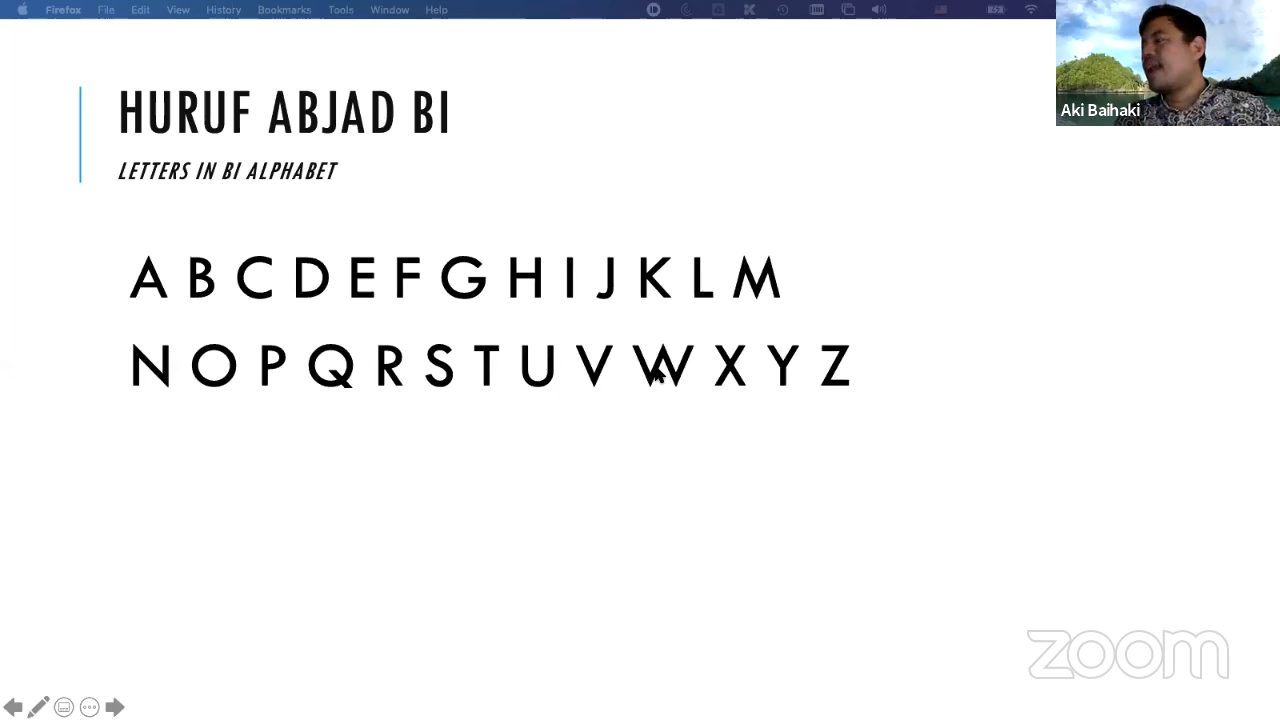 Firefox File Edit View History Bookmarks Tools Window Help
Aki Baihaki
HURUF ABJAD BI
LETTERS IN BI ALPHABET
A B C D E F G H I J K L M
N O P Q R S T U V W X Y Z
zoom